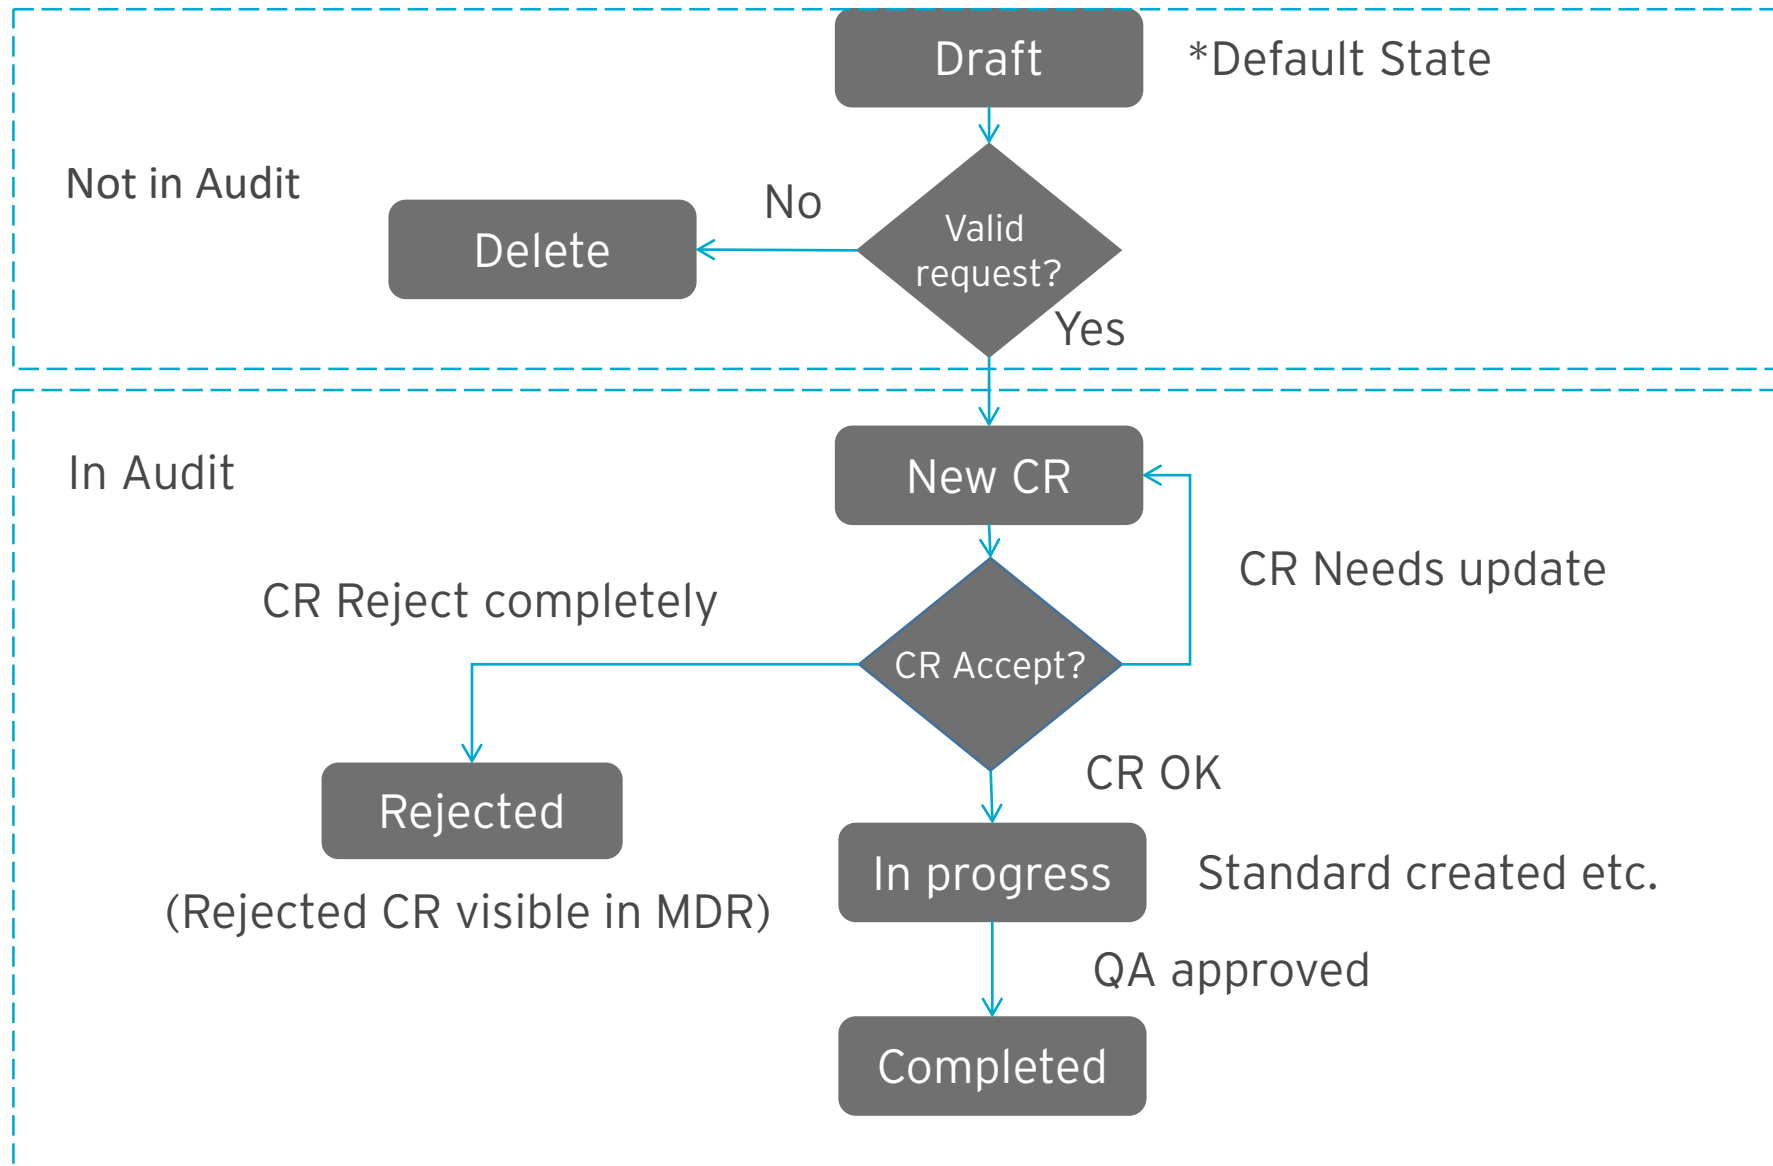 Draft
*Default State
Not in Audit
No
Delete
Valid
request?
Yes
In Audit
New CR
CR Needs update
CR Reject completely
CR Accept?
CR OK
Rejected
In progress
Standard created etc.
(Rejected CR visible in MDR)
QA approved
Completed